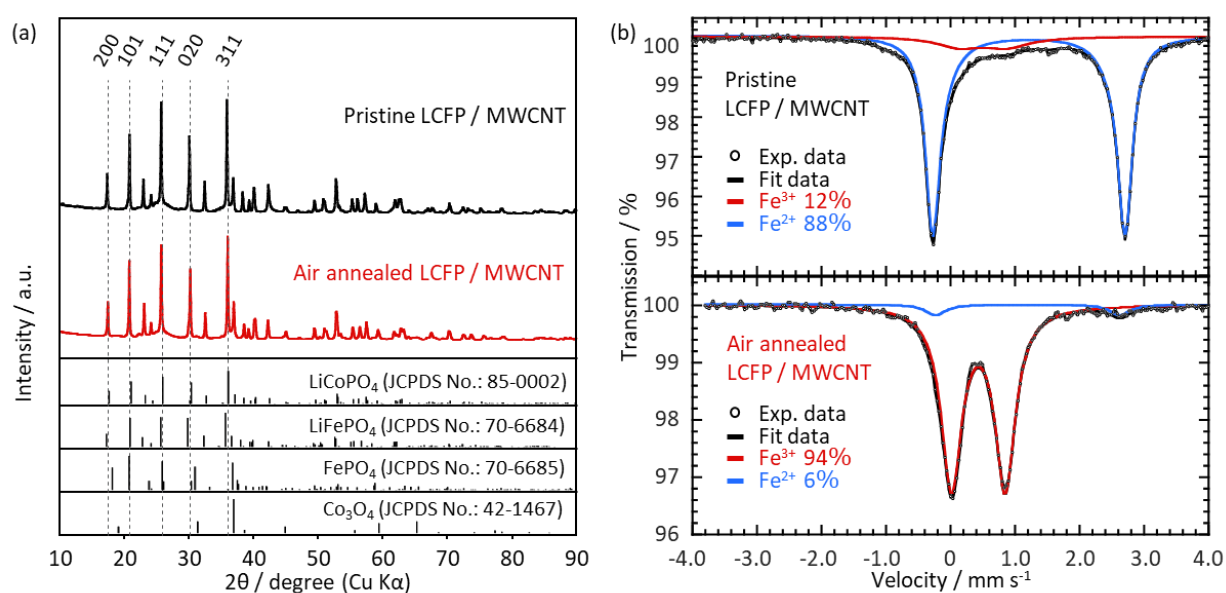 (a)
200
101
111
020
311
Pristine LCFP / MWCNT
Air annealed LCFP / MWCNT
Intensity / a.u.
LiCoPO₄ (JCPDS No.: 85-0002)
LiFePO₄ (JCPDS No.: 70-6684)
FePO₄ (JCPDS No.: 70-6685)
Co₃O₄ (JCPDS No.: 42-1467)
10 20 30 40 50 60 70 80 90
2θ / degree (Cu Kα)
(b)
100
99
98
97
96
95
Pristine
LCFP / MWCNT
Exp. data
Fit data
Fe³⁺ 12%
Fe²⁺ 88%
Transmission / %
100
99
98
97
96
Air annealed
LCFP / MWCNT
Exp. data
Fit data
Fe³⁺ 94%
Fe²⁺ 6%
-4.0 -3.0 -2.0 -1.0 0 1.0 2.0 3.0 4.0
Velocity / mm s⁻¹